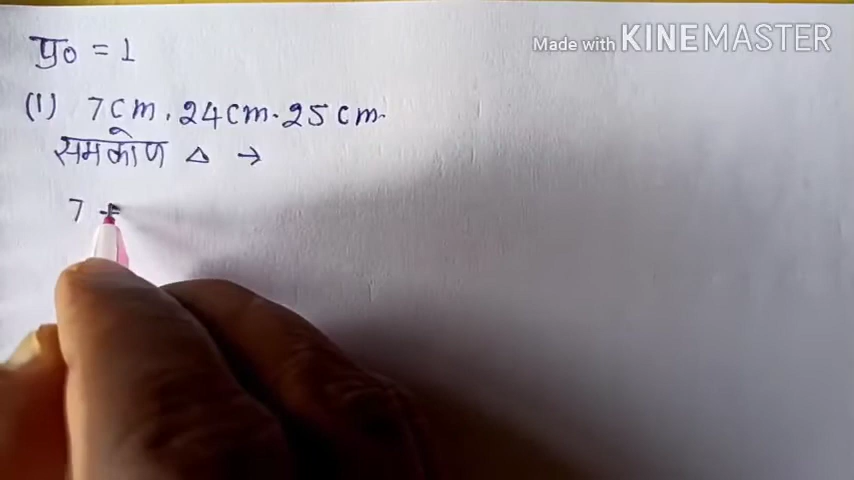 Made with KINEMASTER
प्र० = 1
(1) 7cm. 24cm. 25cm.
समकोण △ →
7 +